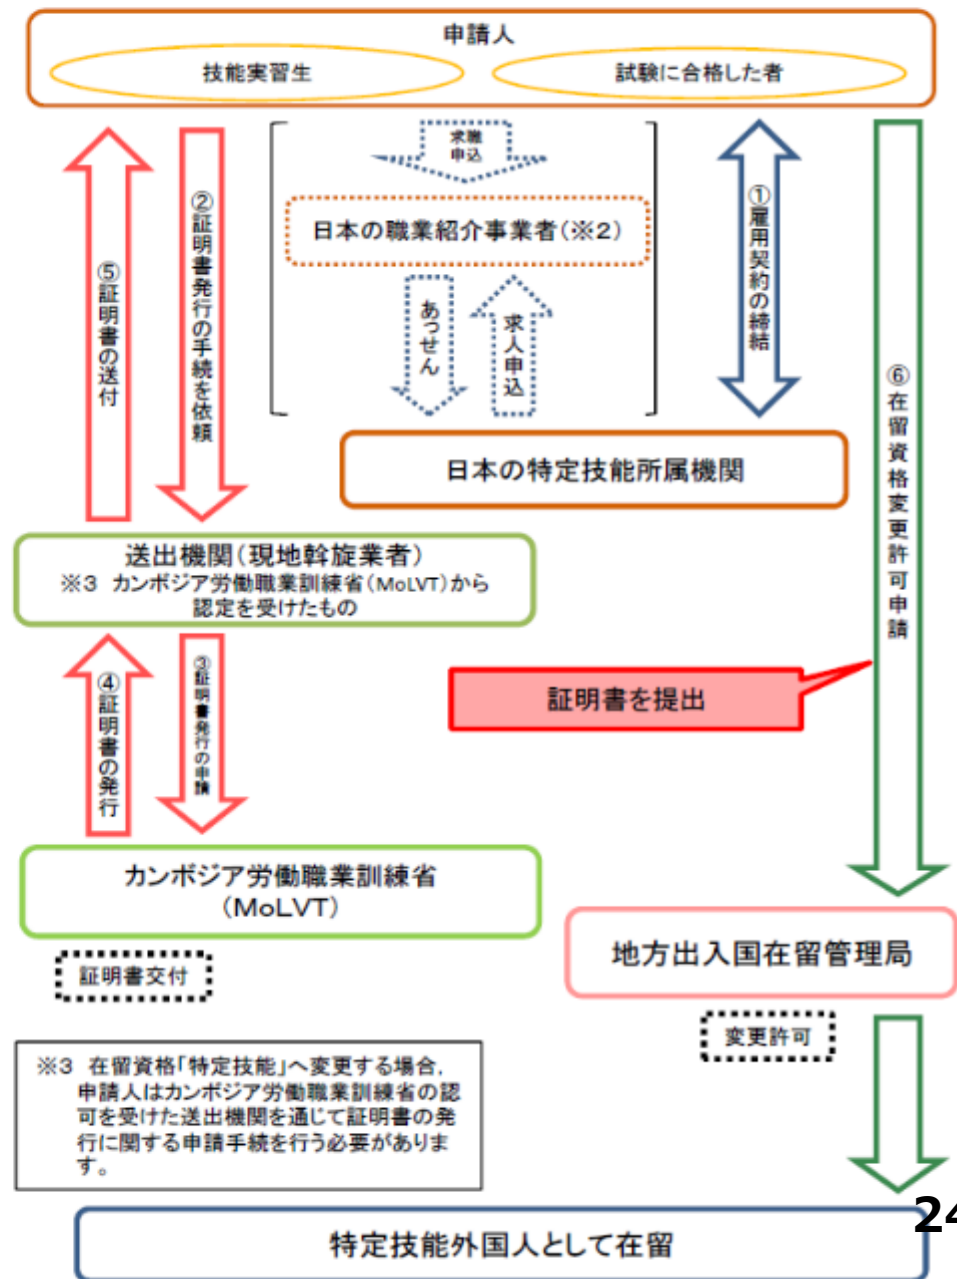 申請人
技能実習生
試験に合格した者
求職
申込
日本の職業紹介事業者(※2)
あっせん
求人申込
①雇用契約の締結
②証明書発行の手続を依頼
⑤証明書の送付
⑥在留資格変更許可申請
日本の特定技能所属機関
送出機関(現地斡旋業者)
※3 カンボジア労働職業訓練省(MoLVT)から
認定を受けたもの
③証明書発行の申請
④証明書の発行
証明書を提出
カンボジア労働職業訓練省
(MoLVT)
証明書交付
地方出入国在留管理局
変更許可
※3 在留資格「特定技能」へ変更する場合,
申請人はカンボジア労働職業訓練省の認
可を受けた送出機関を通じて証明書の発
行に関する申請手続を行う必要がありま
す。
24
特定技能外国人として在留